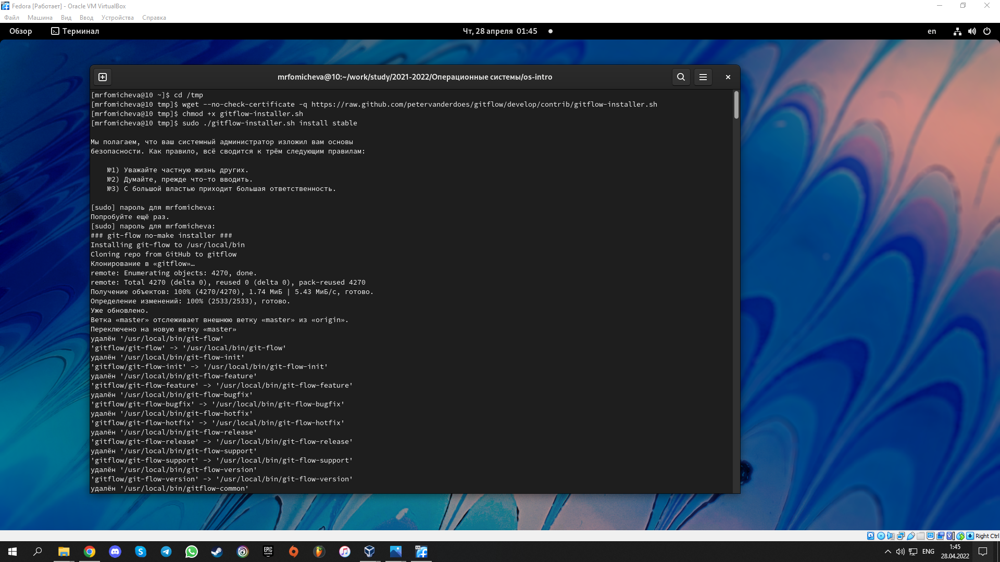 Fedora [Работает] - Oracle VM VirtualBox
Файл Машина Вид Ввод Устройства Справка
Обзор Терминал Чт, 28 апреля 01:45 en
mrfomicheva@10:~/work/study/2021-2022/Операционные системы/os-intro
[mrfomicheva@10 ~]$ cd /tmp
[mrfomicheva@10 tmp]$ wget --no-check-certificate -q https://raw.github.com/petervanderdoes/gitflow/develop/contrib/gitflow-installer.sh
[mrfomicheva@10 tmp]$ chmod +x gitflow-installer.sh
[mrfomicheva@10 tmp]$ sudo ./gitflow-installer.sh install stable
Мы полагаем, что ваш системный администратор изложил вам основы
безопасности. Как правило, всё сводится к трём следующим правилам:
№1) Уважайте частную жизнь других.
№2) Думайте, прежде что-то вводить.
№3) С большой властью приходит большая ответственность.
[sudo] пароль для mrfomicheva:
Попробуйте ещё раз.
[sudo] пароль для mrfomicheva:
### git-flow no-make installer ###
Installing git-flow to /usr/local/bin
Cloning repo from GitHub to gitflow
Клонирование в «gitflow»…
remote: Enumerating objects: 4270, done.
remote: Total 4270 (delta 0), reused 0 (delta 0), pack-reused 4270
Получение объектов: 100% (4270/4270), 1.74 МиБ | 5.43 МиБ/с, готово.
Определение изменений: 100% (2533/2533), готово.
Уже обновлено.
Ветка «master» отслеживает внешнюю ветку «master» из «origin».
Переключено на новую ветку «master»
удалён '/usr/local/bin/git-flow'
'gitflow/git-flow' -> '/usr/local/bin/git-flow'
удалён '/usr/local/bin/git-flow-init'
'gitflow/git-flow-init' -> '/usr/local/bin/git-flow-init'
удалён '/usr/local/bin/git-flow-feature'
'gitflow/git-flow-feature' -> '/usr/local/bin/git-flow-feature'
удалён '/usr/local/bin/git-flow-bugfix'
'gitflow/git-flow-bugfix' -> '/usr/local/bin/git-flow-bugfix'
удалён '/usr/local/bin/git-flow-hotfix'
'gitflow/git-flow-hotfix' -> '/usr/local/bin/git-flow-hotfix'
удалён '/usr/local/bin/git-flow-release'
'gitflow/git-flow-release' -> '/usr/local/bin/git-flow-release'
удалён '/usr/local/bin/git-flow-support'
'gitflow/git-flow-support' -> '/usr/local/bin/git-flow-support'
удалён '/usr/local/bin/git-flow-version'
'gitflow/git-flow-version' -> '/usr/local/bin/git-flow-version'
удалён '/usr/local/bin/gitflow-common'
Right Ctrl
EPIC GAMES
ENG
1:45
28.04.2022